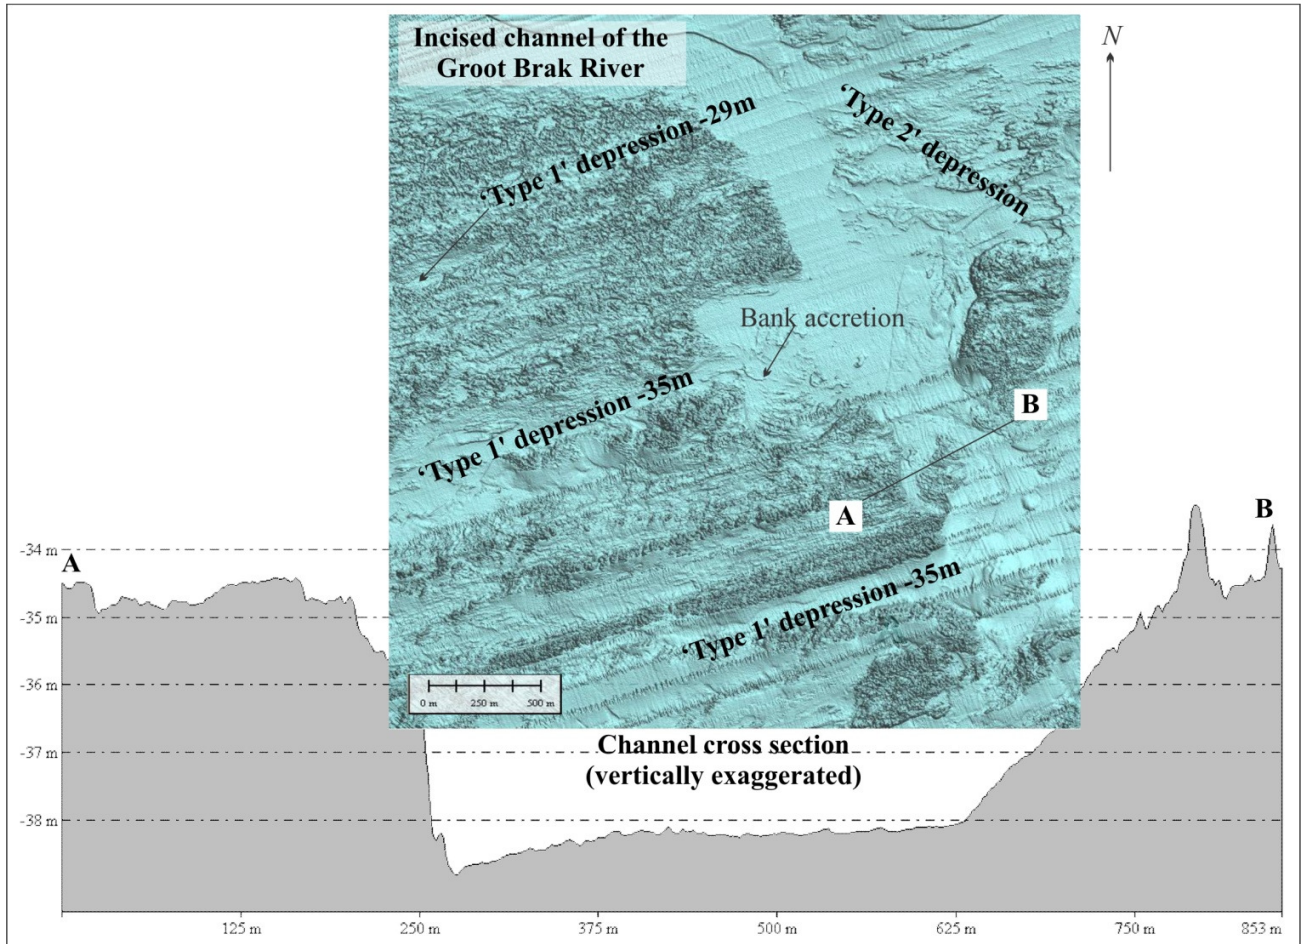 Incised channel of the
Groot Brak River
N
‘Type 1' depression -29m
‘Type 2' depression
Bank accretion
‘Type 1' depression -35m
B
A
‘Type 1' depression -35m
0 m 250 m 500 m
Channel cross section
(vertically exaggerated)
A
B
-34 m
-35 m
-36 m
-37 m
-38 m
125 m 250 m 375 m 500 m 625 m 750 m 853 m